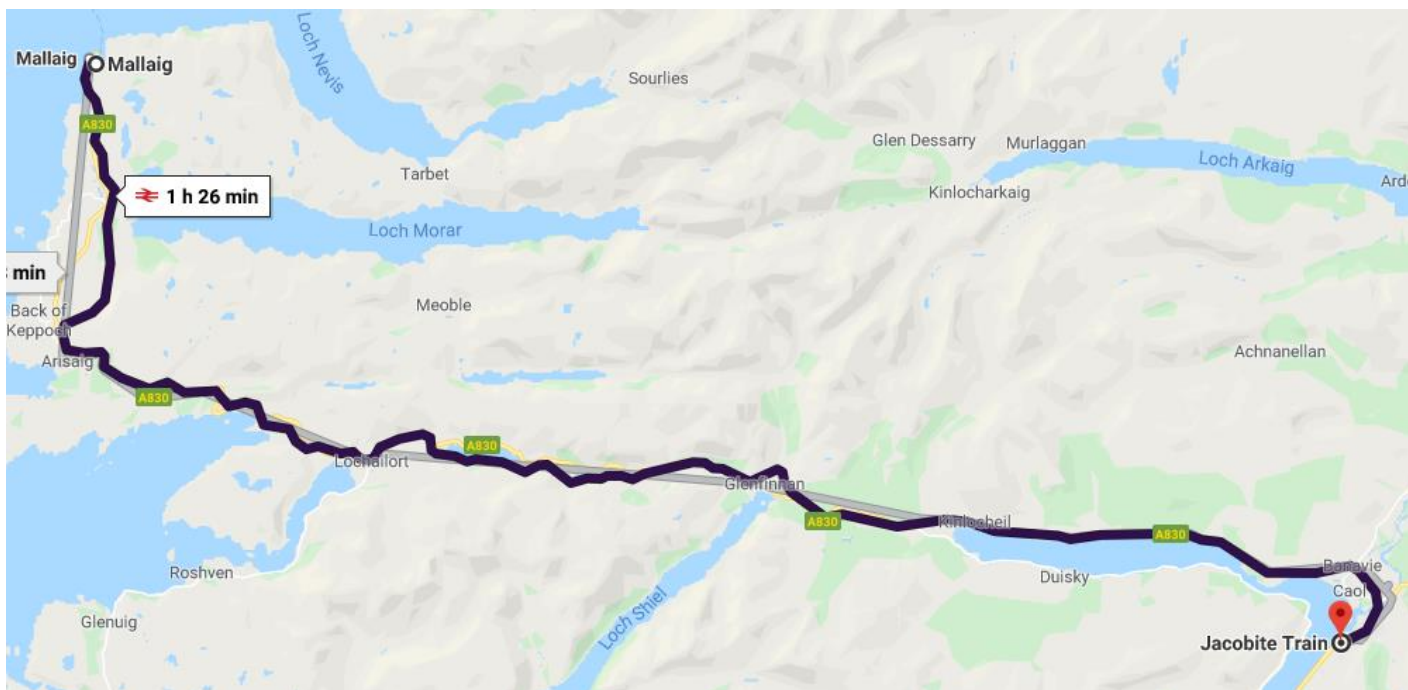 Mallaig
Mallaig
Loch Nevis
Sourlies
A830
Glen Dessarry
Murlaggan
Loch Arkaig
Tarbet
Kinlocharkaig
1 h 26 min
Loch Morar
min
Meoble
Back of
Keppoch
Achnanellan
Arisaig
A830
A830
Lochailort
Glenfinnan
A830
Kinlocheil
A830
Roshven
Duisky
Banavie
Caol
Glenuig
Loch Shiel
Jacobite Train